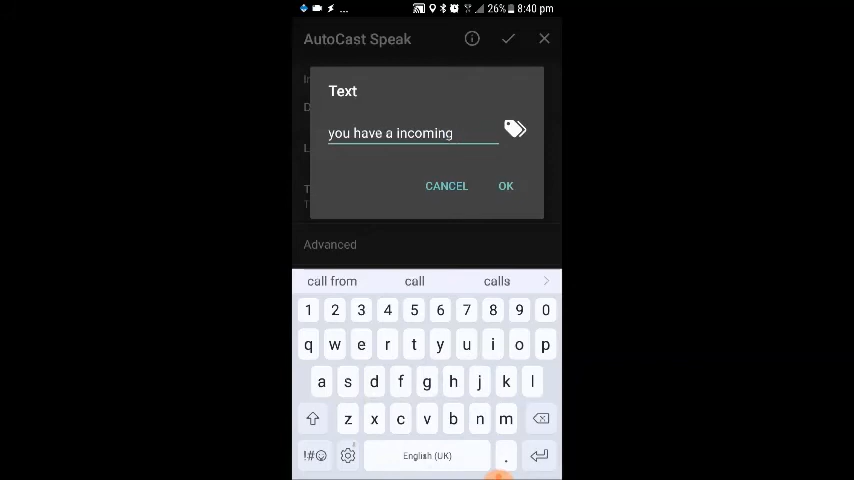 ... 26% 8:40 pm
AutoCast Speak
In
D
Text
you have a incoming
L
CANCEL OK
T
T
Advanced
call from call calls
1 2 3 4 5 6 7 8 9 0
q w e r t y u i o p
a s d f g h j k l
z x c v b n m
!#☺ English (UK) .